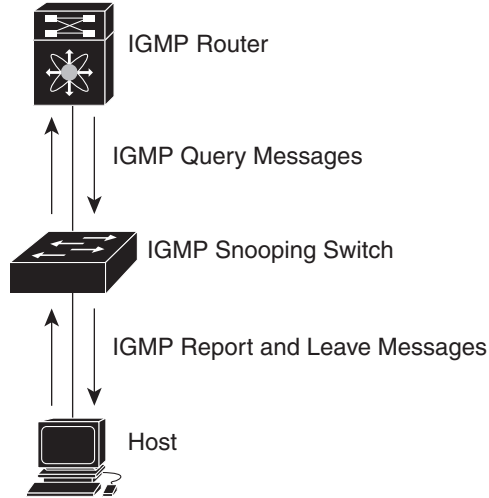 IGMP Router
IGMP Query Messages
IGMP Snooping Switch
IGMP Report and Leave Messages
Host